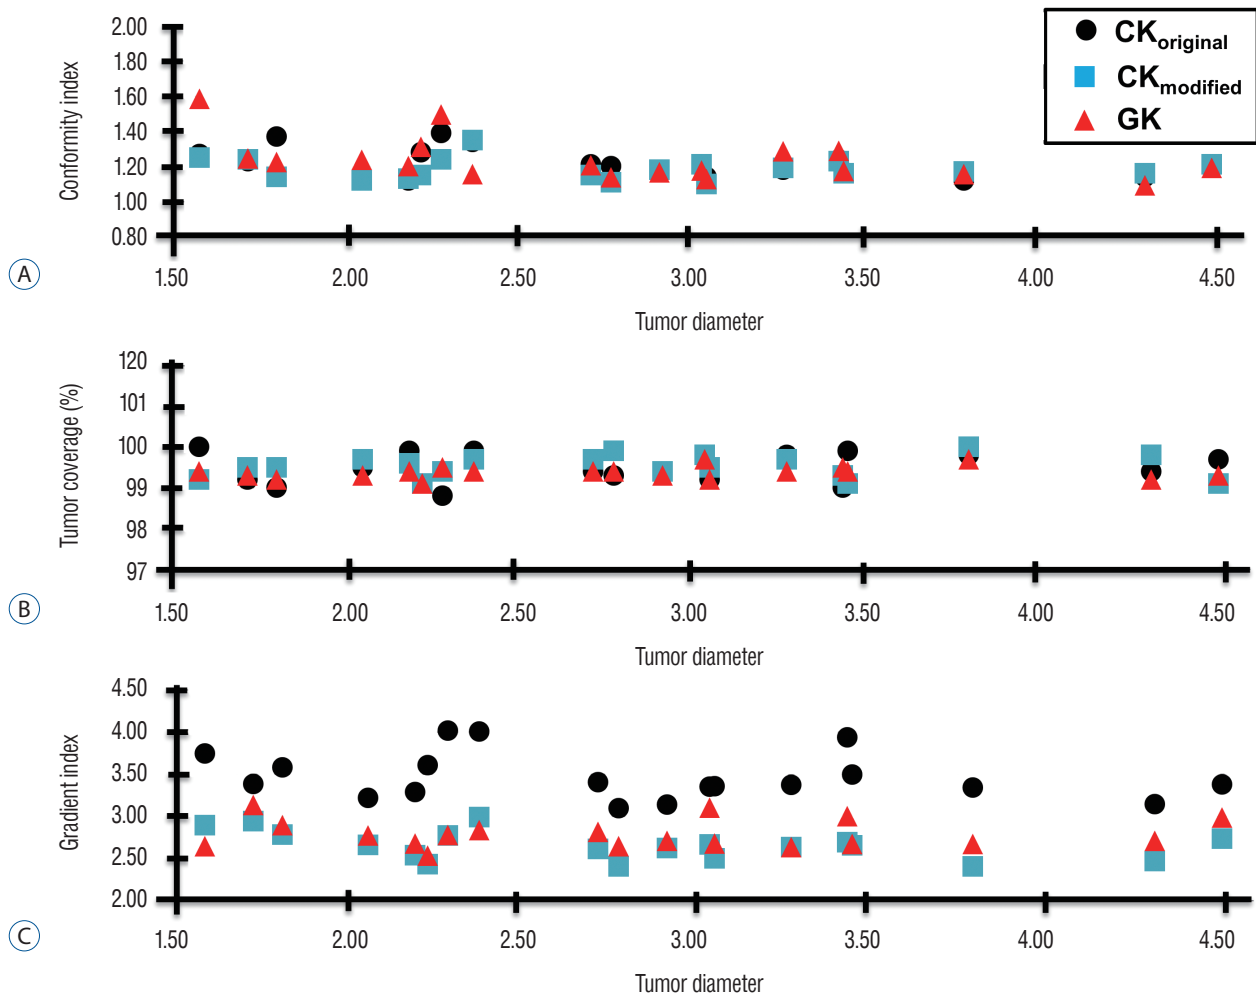 CKoriginal
CKmodified
GK
2.00
1.80
1.60
1.40
1.20
1.00
0.80
Conformity index
1.50 2.00 2.50 3.00 3.50 4.00 4.50
A
Tumor diameter
120
101
100
99
98
97
Tumor coverage (%)
1.50 2.00 2.50 3.00 3.50 4.00 4.50
B
Tumor diameter
4.50
4.00
3.50
3.00
2.50
2.00
Gradient index
1.50 2.00 2.50 3.00 3.50 4.00 4.50
C
Tumor diameter